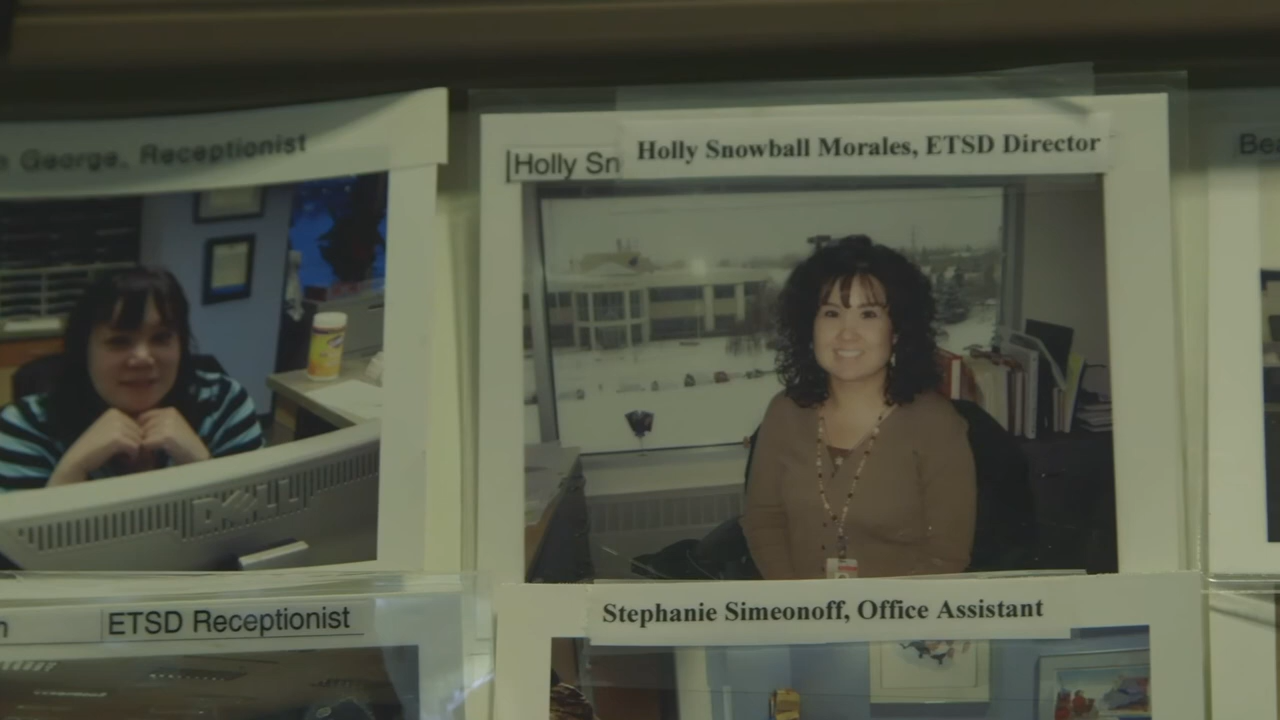 George, Receptionist
Holly Sn
Holly Snowball Morales, ETSD Director
DELL
ETSD Receptionist
Stephanie Simeonoff, Office Assistant